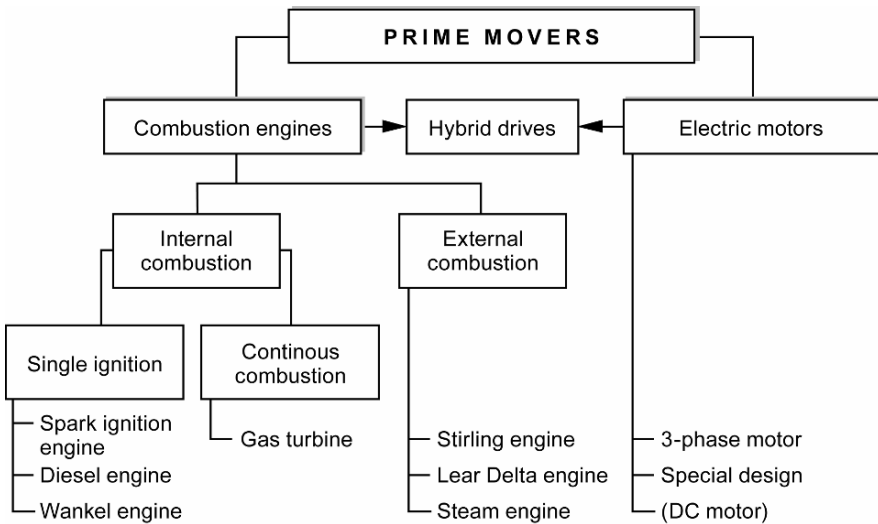 PRIME MOVERS
Combustion engines
Hybrid drives
Electric motors
Internal
combustion
External
combustion
Single ignition
Continous
combustion
Spark ignition
engine
Diesel engine
Wankel engine
Gas turbine
Stirling engine
Lear Delta engine
Steam engine
3-phase motor
Special design
(DC motor)